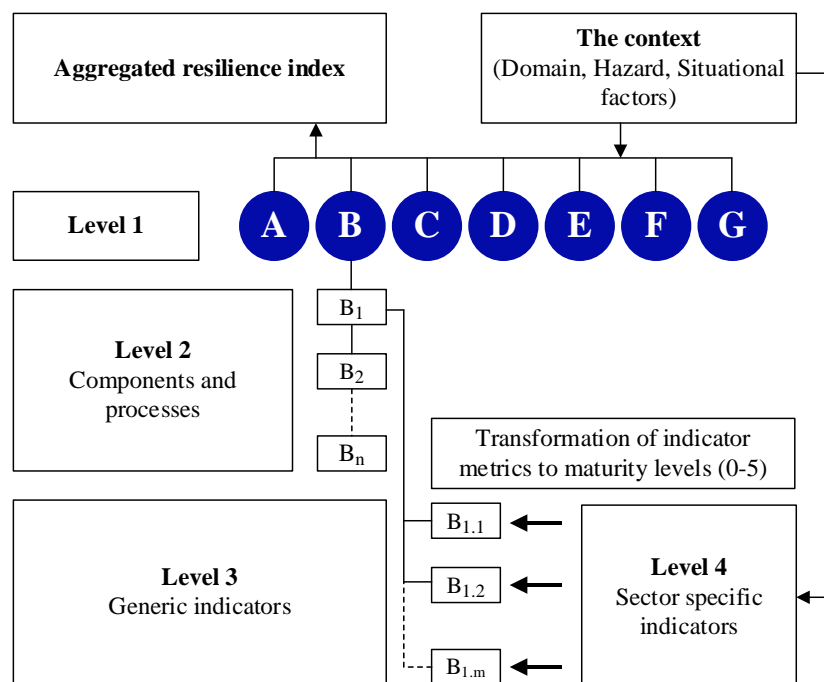 Aggregated resilience index
The context
(Domain, Hazard, Situational
factors)
Level 1
A B C D E F G
Level 2
Components and
processes
B1
B2
Bn
Transformation of indicator
metrics to maturity levels (0-5)
Level 3
Generic indicators
B1.1
B1.2
B1.m
Level 4
Sector specific
indicators